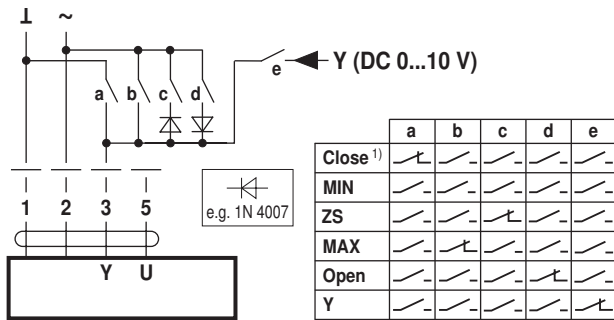 ⊥ ~
a b c d e Y (DC 0...10 V)
1 2 3 5
e.g. 1N 4007
Y U
a b c d e
Close 1)
MIN
ZS
MAX
Open
Y